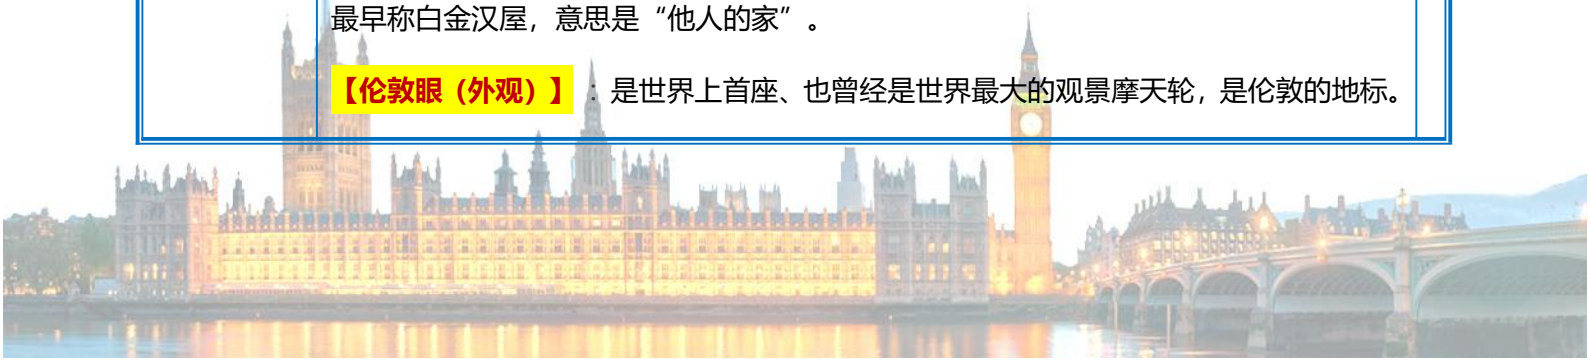 最早称白金汉屋，意思是“他人的家”。
【伦敦眼（外观）】：是世界上首座、也曾经是世界最大的观景摩天轮，是伦敦的地标。